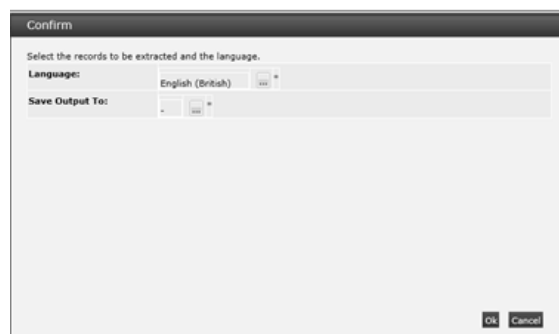 Confirm
Select the records to be extracted and the language.
Language: English (British) ... *
Save Output To: - ... *
Ok Cancel